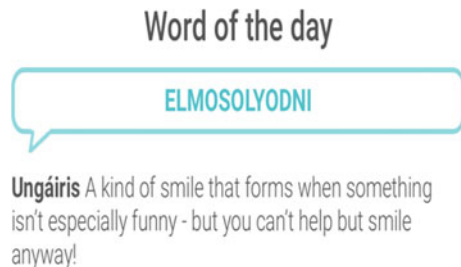 Word of the day
ELMOSOLYODNI
Ungáiris A kind of smile that forms when something
isn't especially funny - but you can't help but smile
anyway!